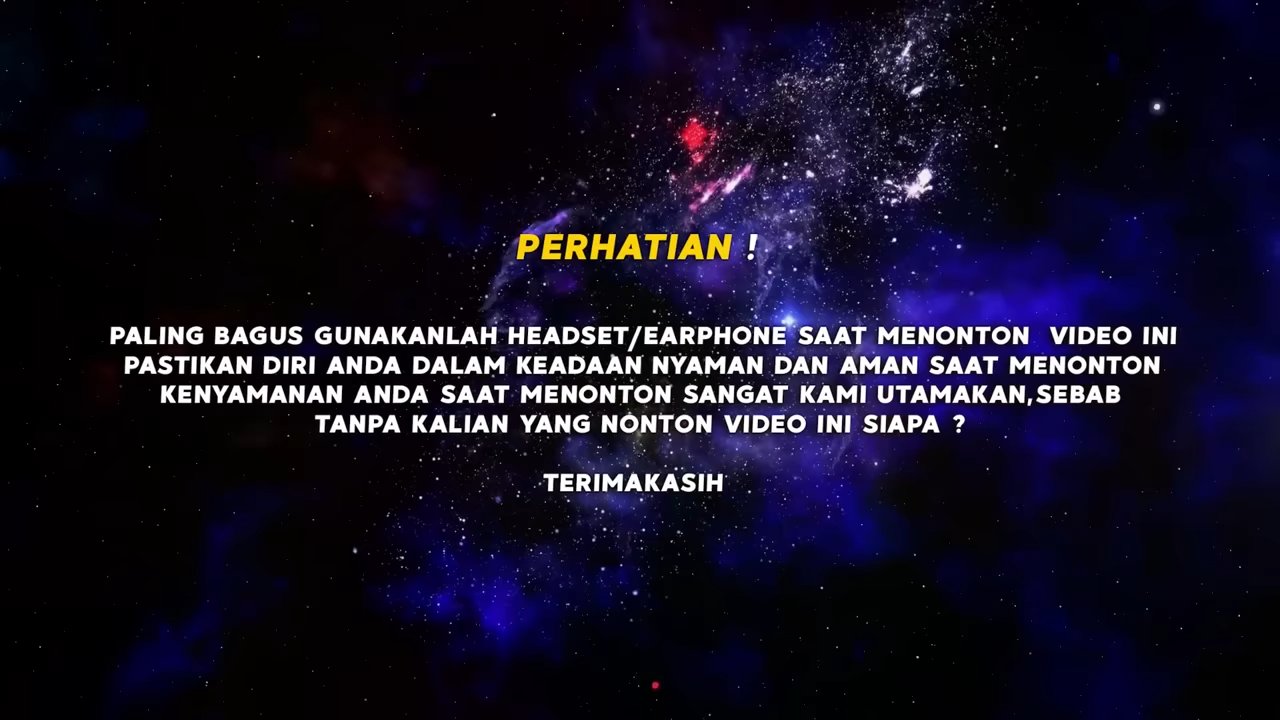 PERHATIAN !
PALING BAGUS GUNAKANLAH HEADSET/EARPHONE SAAT MENONTON VIDEO INI
PASTIKAN DIRI ANDA DALAM KEADAAN NYAMAN DAN AMAN SAAT MENONTON
KENYAMANAN ANDA SAAT MENONTON SANGAT KAMI UTAMAKAN,SEBAB
TANPA KALIAN YANG NONTON VIDEO INI SIAPA ?
TERIMAKASIH